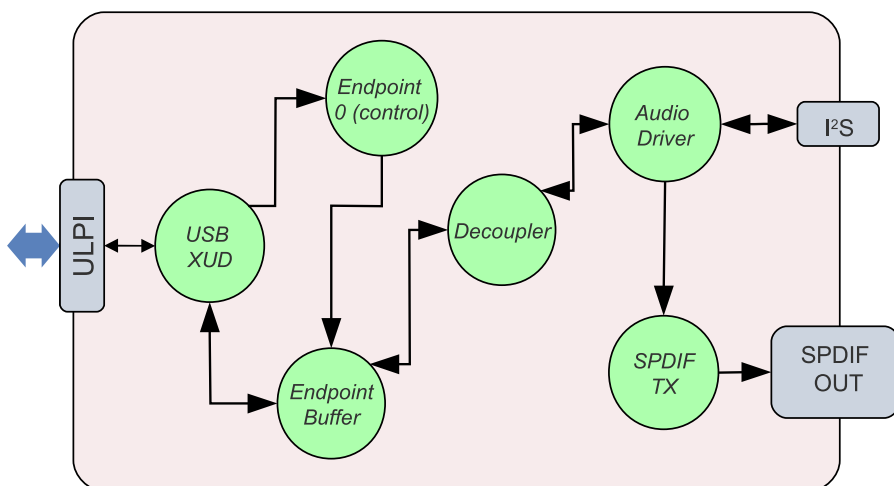 Endpoint
0 (control)
Audio
Driver
I²S
ULPI
USB
XUD
Decoupler
Endpoint
Buffer
SPDIF
TX
SPDIF
OUT